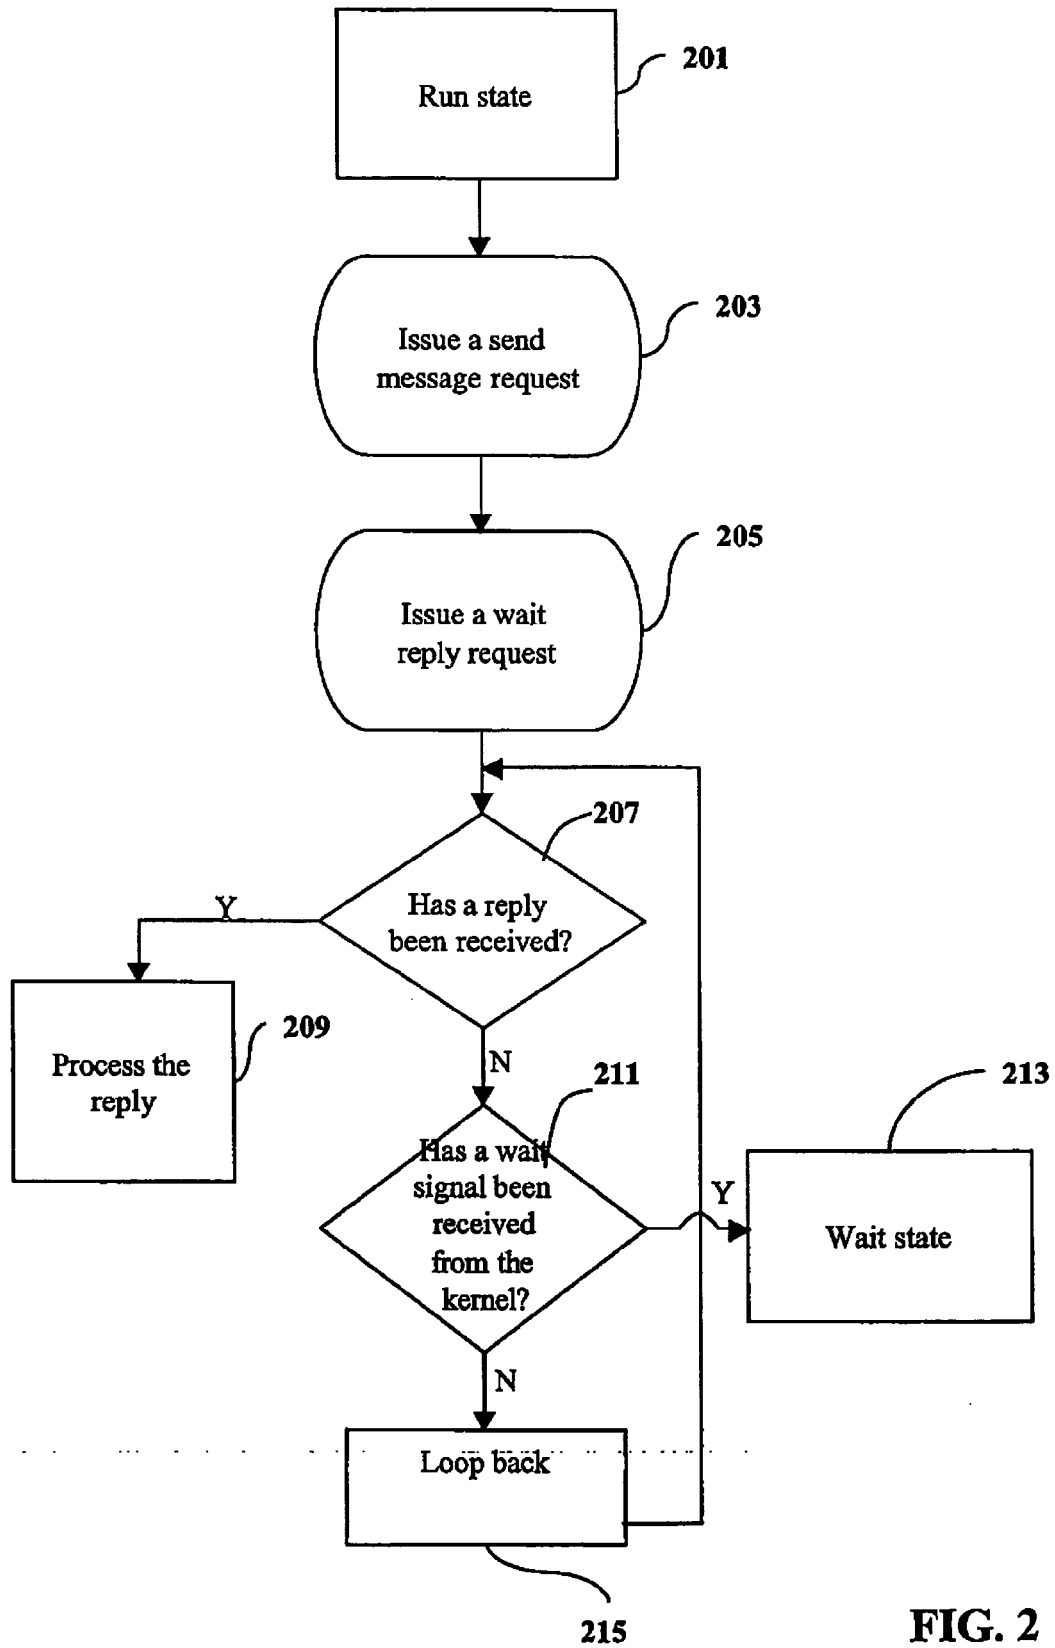 201
Run state
203
Issue a send
message request
205
Issue a wait
reply request
207
Has a reply
been received?
Y
209
Process the
reply
N
211
213
Has a wait
signal been
received
from the
kernel?
Y
Wait state
N
Loop back
215
FIG. 2